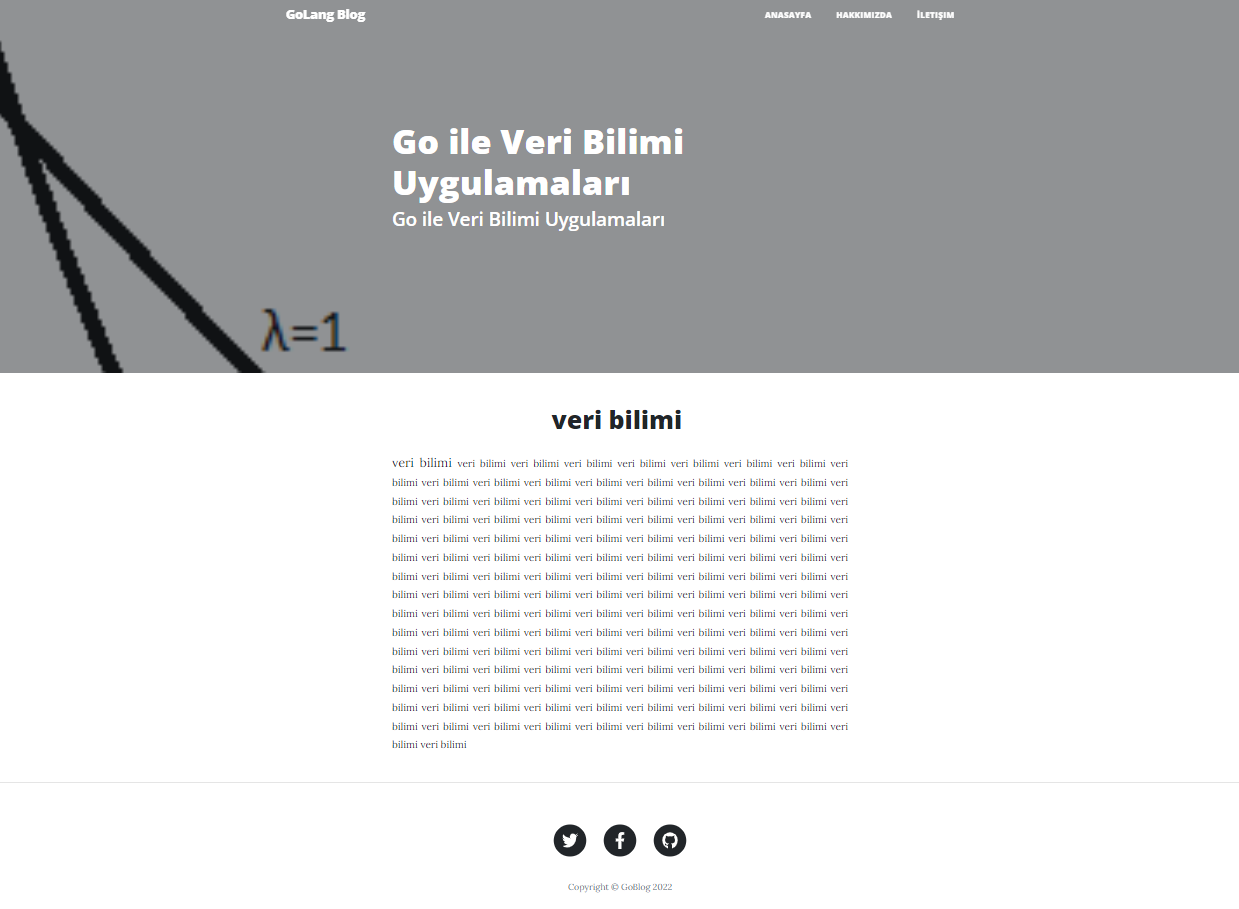 GoLang Blog
ANASAYFA HAKKIMIZDA İLETIŞIM
Go ile Veri Bilimi
Uygulamaları
Go ile Veri Bilimi Uygulamaları
λ=1
veri bilimi
veri bilimi veri bilimi veri bilimi veri bilimi veri bilimi veri bilimi veri bilimi veri bilimi veri
bilimi veri bilimi veri bilimi veri bilimi veri bilimi veri bilimi veri bilimi veri bilimi veri bilimi veri
bilimi veri bilimi veri bilimi veri bilimi veri bilimi veri bilimi veri bilimi veri bilimi veri bilimi veri
bilimi veri bilimi veri bilimi veri bilimi veri bilimi veri bilimi veri bilimi veri bilimi veri bilimi veri
bilimi veri bilimi veri bilimi veri bilimi veri bilimi veri bilimi veri bilimi veri bilimi veri bilimi veri
bilimi veri bilimi veri bilimi veri bilimi veri bilimi veri bilimi veri bilimi veri bilimi veri bilimi veri
bilimi veri bilimi veri bilimi veri bilimi veri bilimi veri bilimi veri bilimi veri bilimi veri bilimi veri
bilimi veri bilimi veri bilimi veri bilimi veri bilimi veri bilimi veri bilimi veri bilimi veri bilimi veri
bilimi veri bilimi veri bilimi veri bilimi veri bilimi veri bilimi veri bilimi veri bilimi veri bilimi veri
bilimi veri bilimi veri bilimi veri bilimi veri bilimi veri bilimi veri bilimi veri bilimi veri bilimi veri
bilimi veri bilimi veri bilimi veri bilimi veri bilimi veri bilimi veri bilimi veri bilimi veri bilimi veri
bilimi veri bilimi veri bilimi veri bilimi veri bilimi veri bilimi veri bilimi veri bilimi veri bilimi veri
bilimi veri bilimi veri bilimi veri bilimi veri bilimi veri bilimi veri bilimi veri bilimi veri bilimi veri
bilimi veri bilimi veri bilimi veri bilimi veri bilimi veri bilimi veri bilimi veri bilimi veri bilimi veri
bilimi veri bilimi veri bilimi veri bilimi veri bilimi veri bilimi veri bilimi veri bilimi veri bilimi veri
bilimi veri bilimi
Copyright © GoBlog 2022